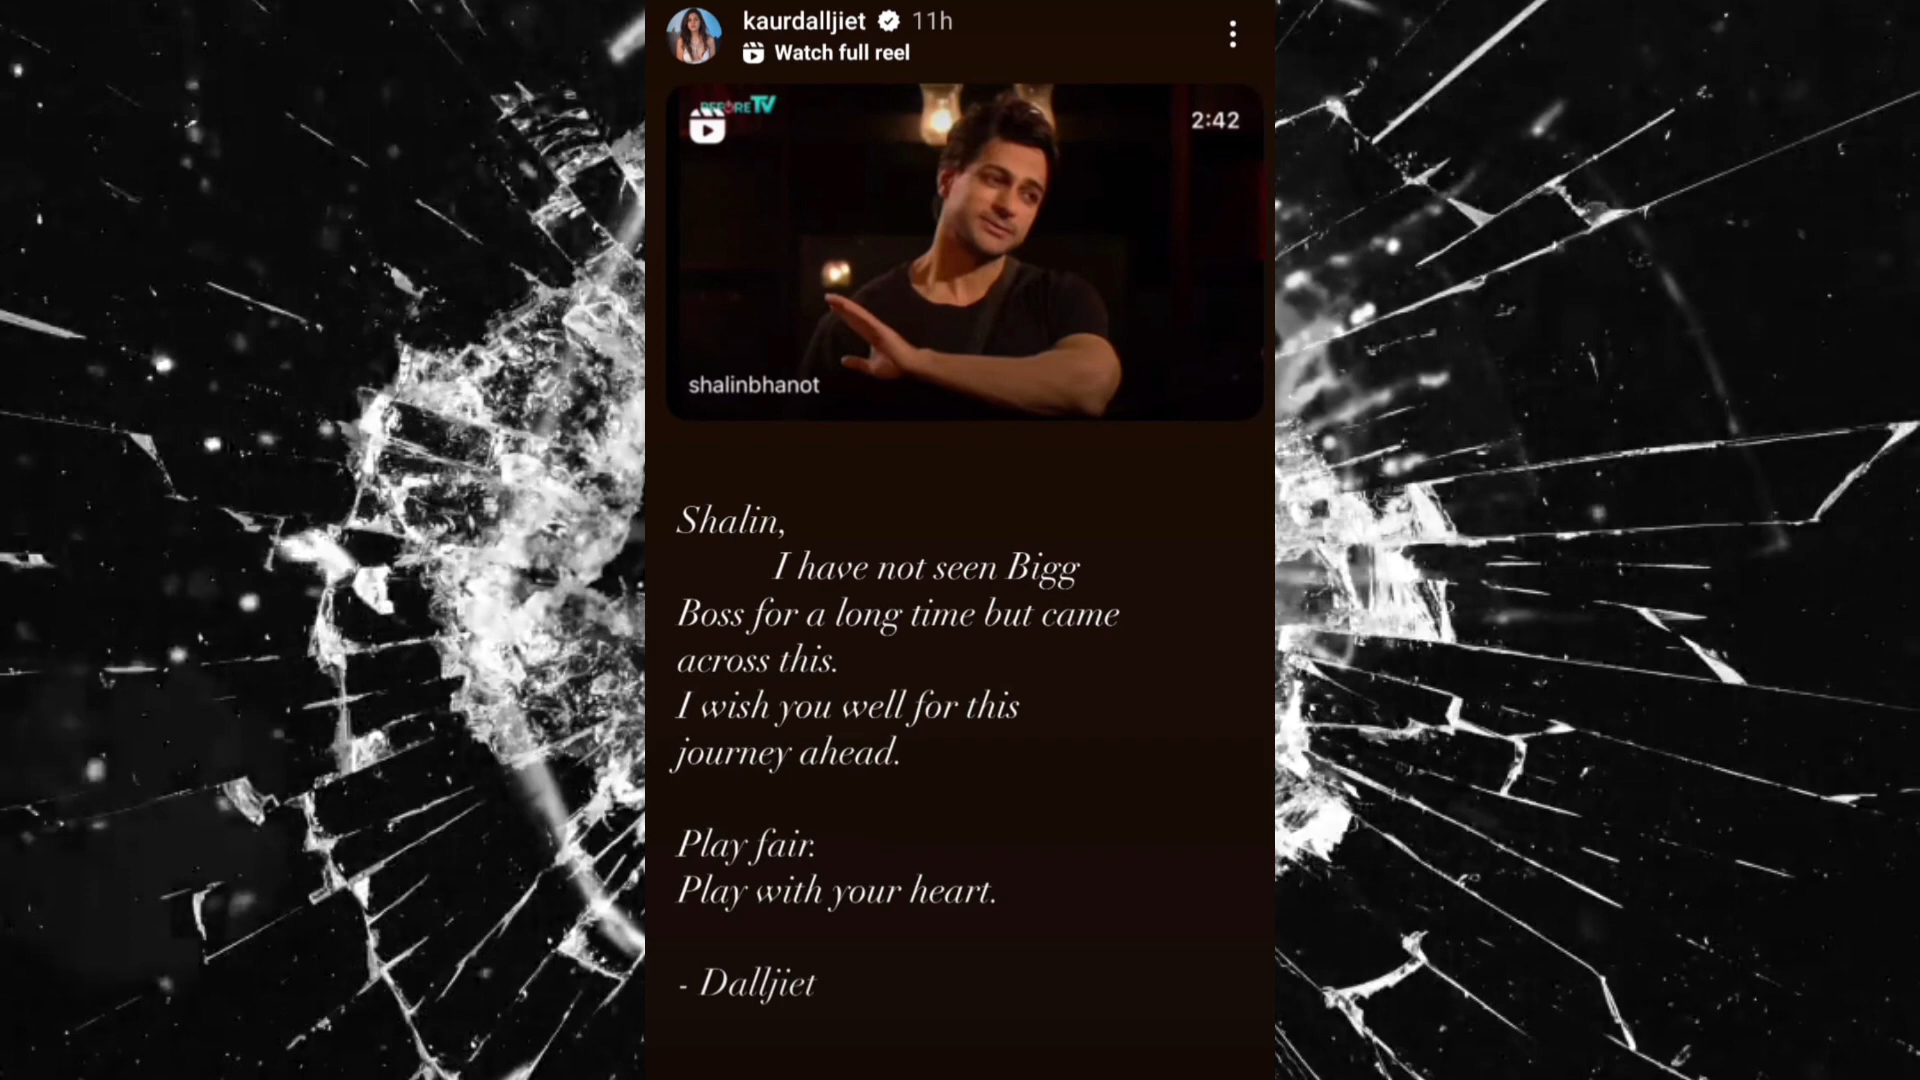 kaurdalljiet 11h
Watch full reel
TV
2:42
shalinbhanot
Shalin,
I have not seen Bigg
Boss for a long time but came
across this.
I wish you well for this
journey ahead.
Play fair.
Play with your heart.
- Dalljiet